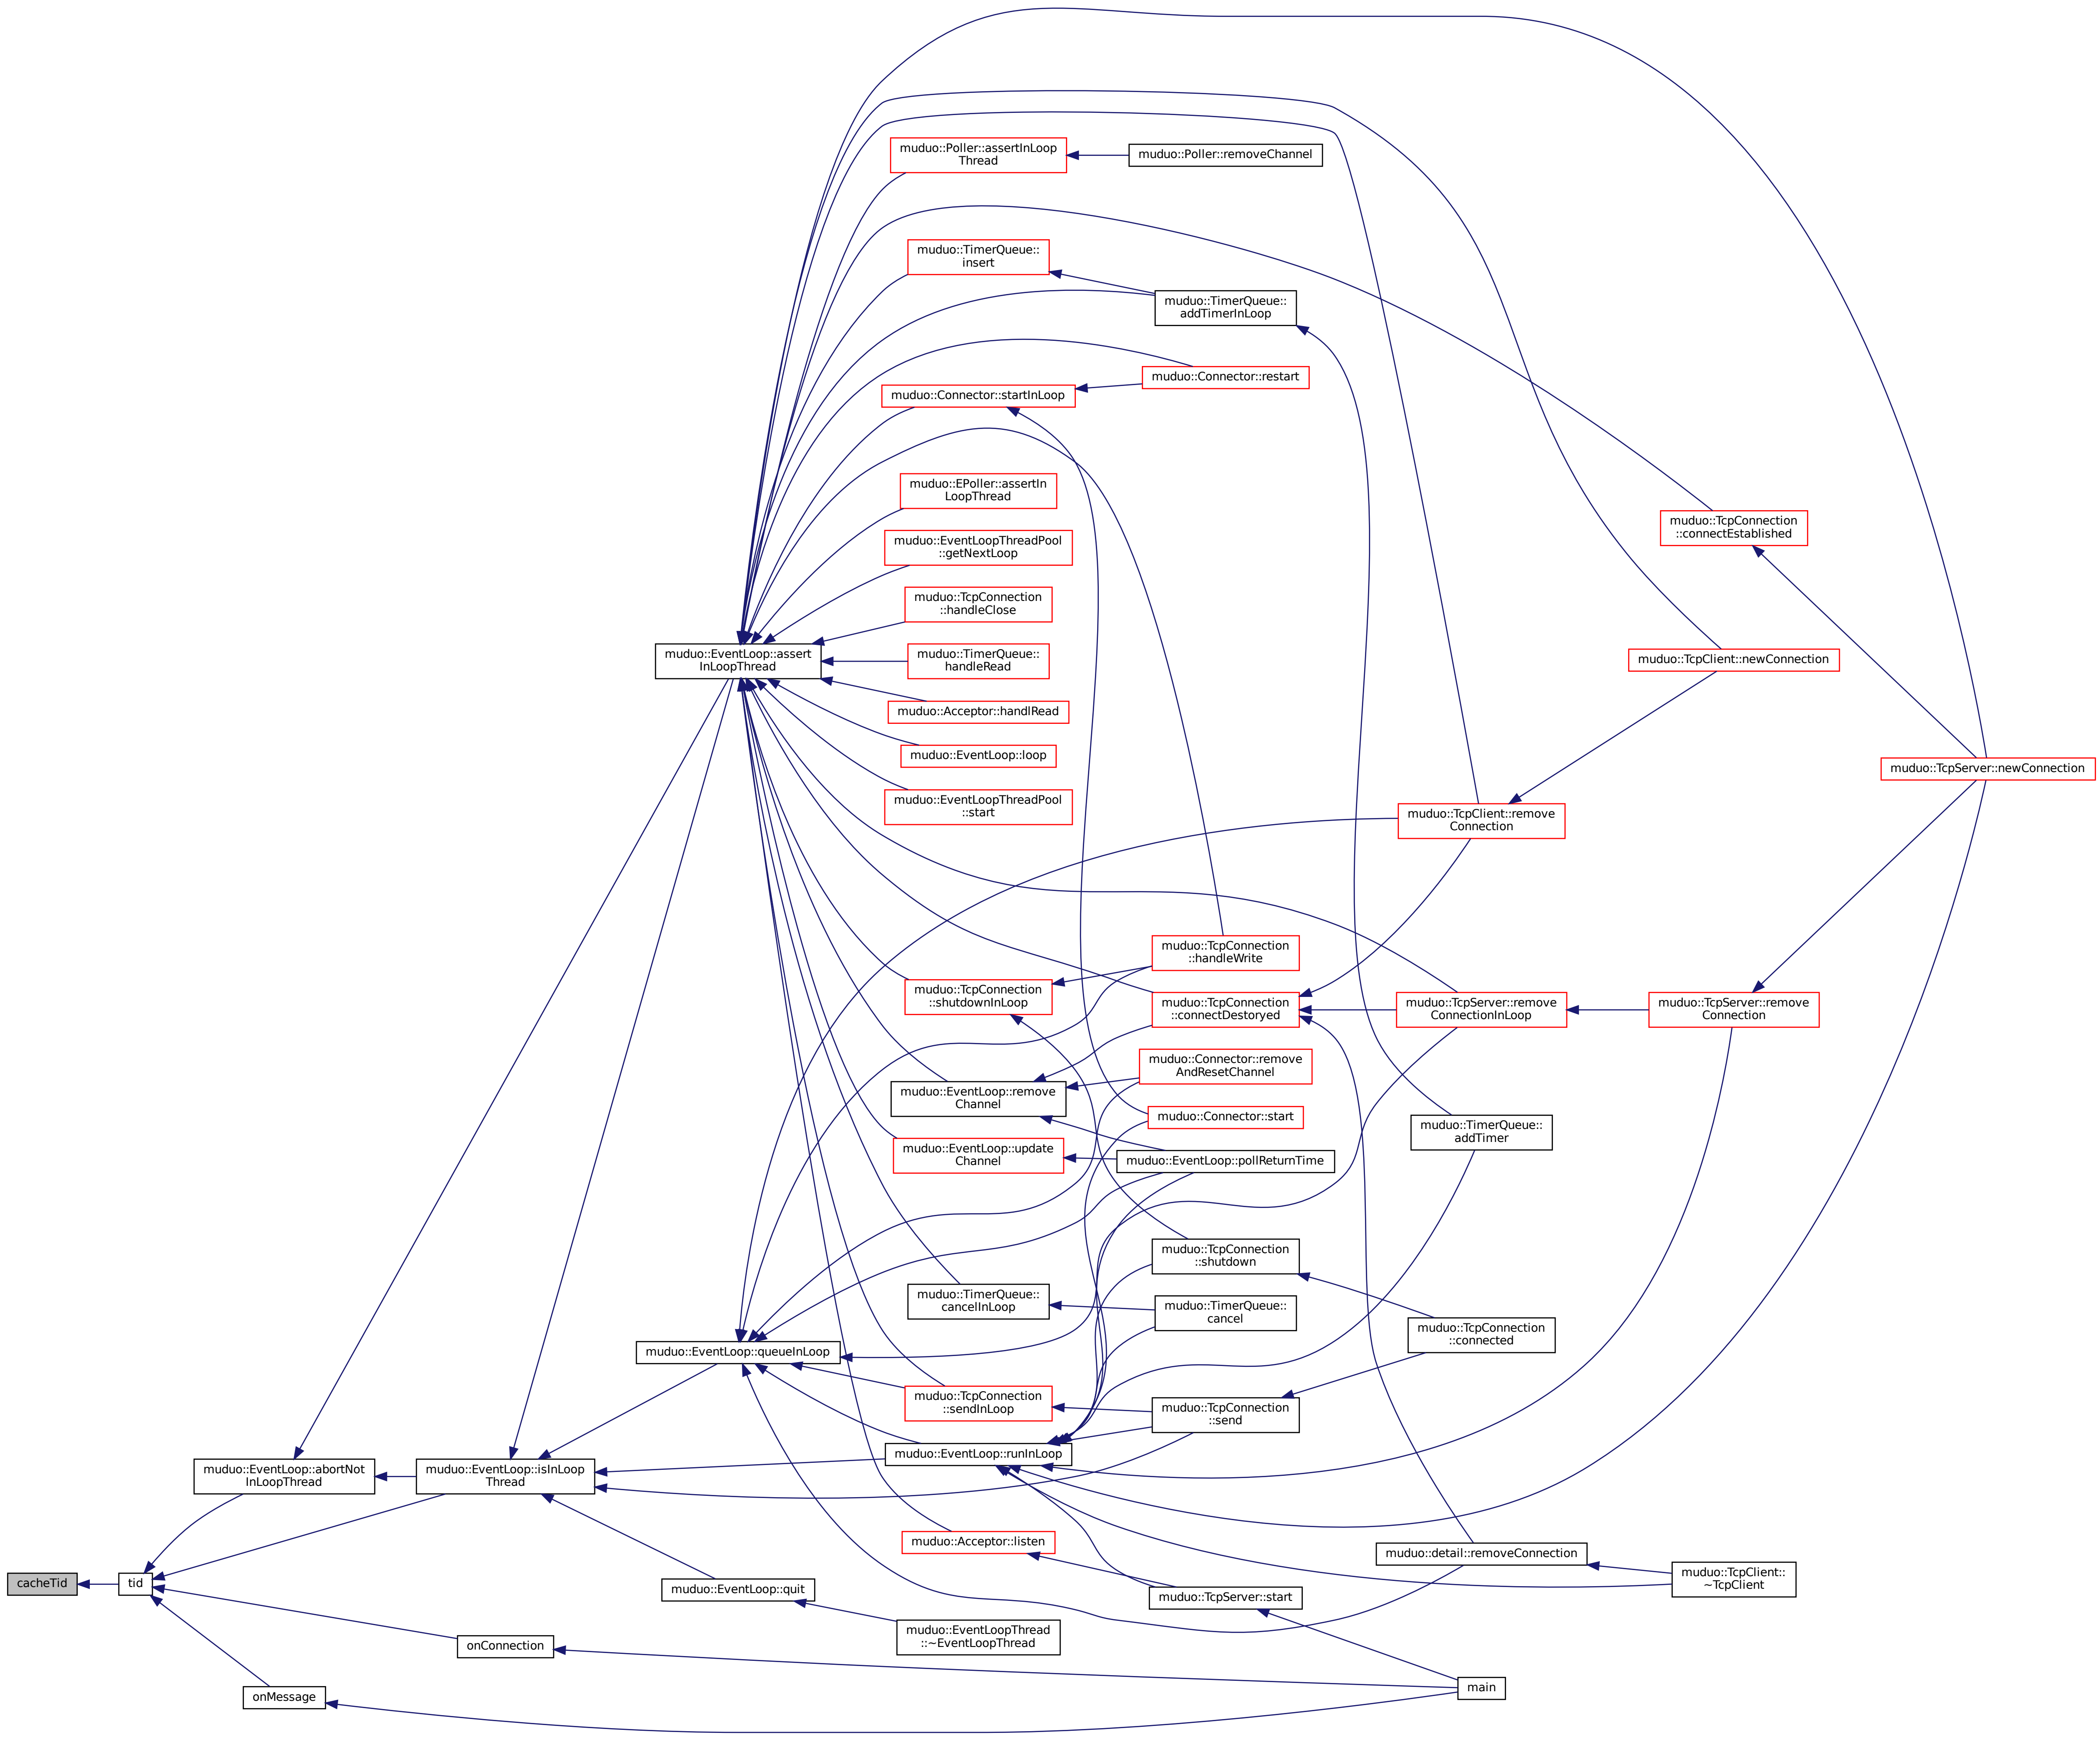 muduo::Poller::assertInLoop
Thread
muduo::Poller::removeChannel
muduo::TimerQueue::
insert
muduo::TimerQueue::
addTimerInLoop
muduo::Connector::restart
muduo::Connector::startInLoop
muduo::EPoller::assertIn
LoopThread
muduo::TcpConnection
::connectEstablished
muduo::EventLoopThreadPool
::getNextLoop
muduo::TcpConnection
::handleClose
muduo::EventLoop::assert
InLoopThread
muduo::TimerQueue::
handleRead
muduo::TcpClient::newConnection
muduo::Acceptor::handlRead
muduo::EventLoop::loop
muduo::TcpServer::newConnection
muduo::EventLoopThreadPool
::start
muduo::TcpClient::remove
Connection
muduo::TcpConnection
::handleWrite
muduo::TcpConnection
::shutdownInLoop
muduo::TcpConnection
::connectDestoryed
muduo::TcpServer::remove
ConnectionInLoop
muduo::TcpServer::remove
Connection
muduo::Connector::remove
AndResetChannel
muduo::EventLoop::remove
Channel
muduo::Connector::start
muduo::TimerQueue::
addTimer
muduo::EventLoop::update
Channel
muduo::EventLoop::pollReturnTime
muduo::TcpConnection
::shutdown
muduo::TimerQueue::
cancelInLoop
muduo::TimerQueue::
cancel
muduo::TcpConnection
::connected
muduo::EventLoop::queueInLoop
muduo::TcpConnection
::sendInLoop
muduo::TcpConnection
::send
muduo::EventLoop::runInLoop
muduo::EventLoop::abortNot
InLoopThread
muduo::EventLoop::isInLoop
Thread
muduo::Acceptor::listen
muduo::detail::removeConnection
muduo::TcpClient::
~TcpClient
cacheTid
tid
muduo::EventLoop::quit
muduo::TcpServer::start
muduo::EventLoopThread
::~EventLoopThread
onConnection
main
onMessage